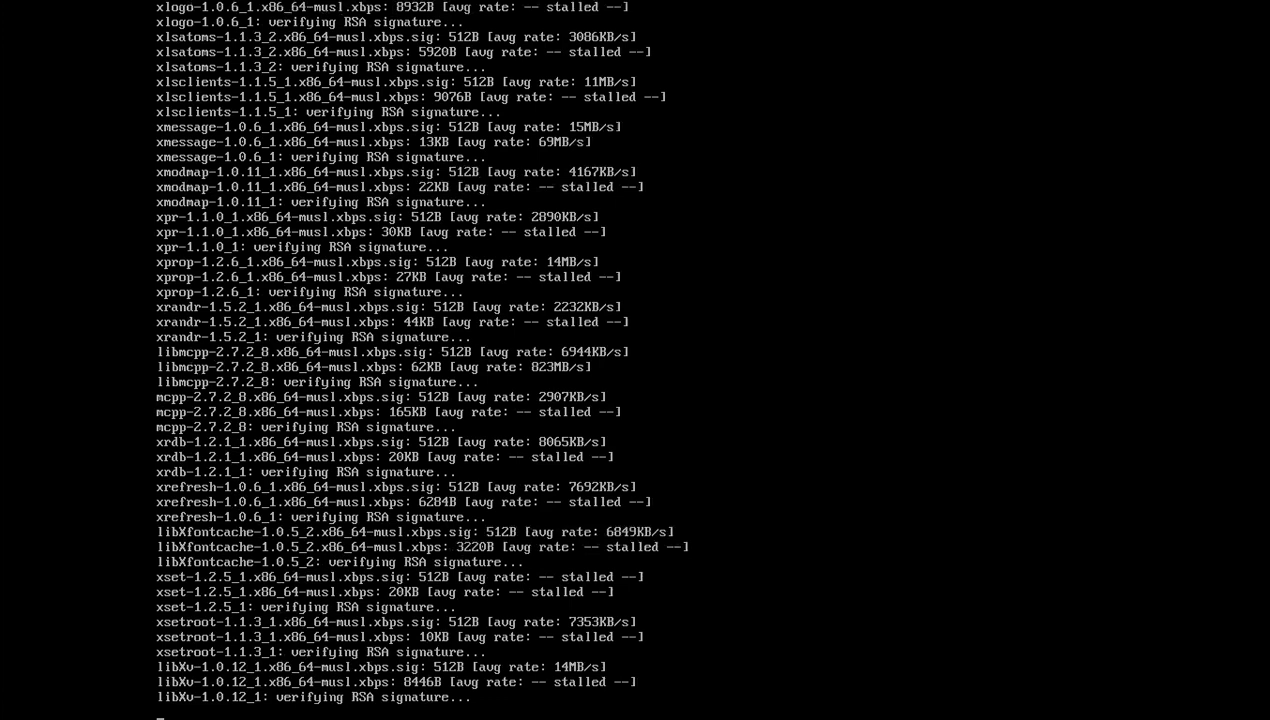 xlogo-1.0.6_1.x86_64-musl.xbps: 8932B [avg rate: -- stalled --]
xlogo-1.0.6_1: verifying RSA signature...
xlsatoms-1.1.3_2.x86_64-musl.xbps.sig: 512B [avg rate: 3086KB/s]
xlsatoms-1.1.3_2.x86_64-musl.xbps: 5920B [avg rate: -- stalled --]
xlsatoms-1.1.3_2: verifying RSA signature...
xlsclients-1.1.5_1.x86_64-musl.xbps.sig: 512B [avg rate: 11MB/s]
xlsclients-1.1.5_1.x86_64-musl.xbps: 9076B [avg rate: -- stalled --]
xlsclients-1.1.5_1: verifying RSA signature...
xmessage-1.0.6_1.x86_64-musl.xbps.sig: 512B [avg rate: 15MB/s]
xmessage-1.0.6_1.x86_64-musl.xbps: 13KB [avg rate: 69MB/s]
xmessage-1.0.6_1: verifying RSA signature...
xmodmap-1.0.11_1.x86_64-musl.xbps.sig: 512B [avg rate: 4167KB/s]
xmodmap-1.0.11_1.x86_64-musl.xbps: 22KB [avg rate: -- stalled --]
xmodmap-1.0.11_1: verifying RSA signature...
xpr-1.1.0_1.x86_64-musl.xbps.sig: 512B [avg rate: 2890KB/s]
xpr-1.1.0_1.x86_64-musl.xbps: 30KB [avg rate: -- stalled --]
xpr-1.1.0_1: verifying RSA signature...
xprop-1.2.6_1.x86_64-musl.xbps.sig: 512B [avg rate: 14MB/s]
xprop-1.2.6_1.x86_64-musl.xbps: 27KB [avg rate: -- stalled --]
xprop-1.2.6_1: verifying RSA signature...
xrandr-1.5.2_1.x86_64-musl.xbps.sig: 512B [avg rate: 2232KB/s]
xrandr-1.5.2_1.x86_64-musl.xbps: 44KB [avg rate: -- stalled --]
xrandr-1.5.2_1: verifying RSA signature...
libmcpp-2.7.2_8.x86_64-musl.xbps.sig: 512B [avg rate: 6944KB/s]
libmcpp-2.7.2_8.x86_64-musl.xbps: 62KB [avg rate: 823MB/s]
libmcpp-2.7.2_8: verifying RSA signature...
mcpp-2.7.2_8.x86_64-musl.xbps.sig: 512B [avg rate: 2907KB/s]
mcpp-2.7.2_8.x86_64-musl.xbps: 165KB [avg rate: -- stalled --]
mcpp-2.7.2_8: verifying RSA signature...
xrdb-1.2.1_1.x86_64-musl.xbps.sig: 512B [avg rate: 8065KB/s]
xrdb-1.2.1_1.x86_64-musl.xbps: 20KB [avg rate: -- stalled --]
xrdb-1.2.1_1: verifying RSA signature...
xrefresh-1.0.6_1.x86_64-musl.xbps.sig: 512B [avg rate: 7692KB/s]
xrefresh-1.0.6_1.x86_64-musl.xbps: 6284B [avg rate: -- stalled --]
xrefresh-1.0.6_1: verifying RSA signature...
libXfontcache-1.0.5_2.x86_64-musl.xbps.sig: 512B [avg rate: 6849KB/s]
libXfontcache-1.0.5_2.x86_64-musl.xbps: 3220B [avg rate: -- stalled --]
libXfontcache-1.0.5_2: verifying RSA signature...
xset-1.2.5_1.x86_64-musl.xbps.sig: 512B [avg rate: -- stalled --]
xset-1.2.5_1.x86_64-musl.xbps: 20KB [avg rate: -- stalled --]
xset-1.2.5_1: verifying RSA signature...
xsetroot-1.1.3_1.x86_64-musl.xbps.sig: 512B [avg rate: 7353KB/s]
xsetroot-1.1.3_1.x86_64-musl.xbps: 10KB [avg rate: -- stalled --]
xsetroot-1.1.3_1: verifying RSA signature...
libXv-1.0.12_1.x86_64-musl.xbps.sig: 512B [avg rate: 14MB/s]
libXv-1.0.12_1.x86_64-musl.xbps: 8446B [avg rate: -- stalled --]
libXv-1.0.12_1: verifying RSA signature...